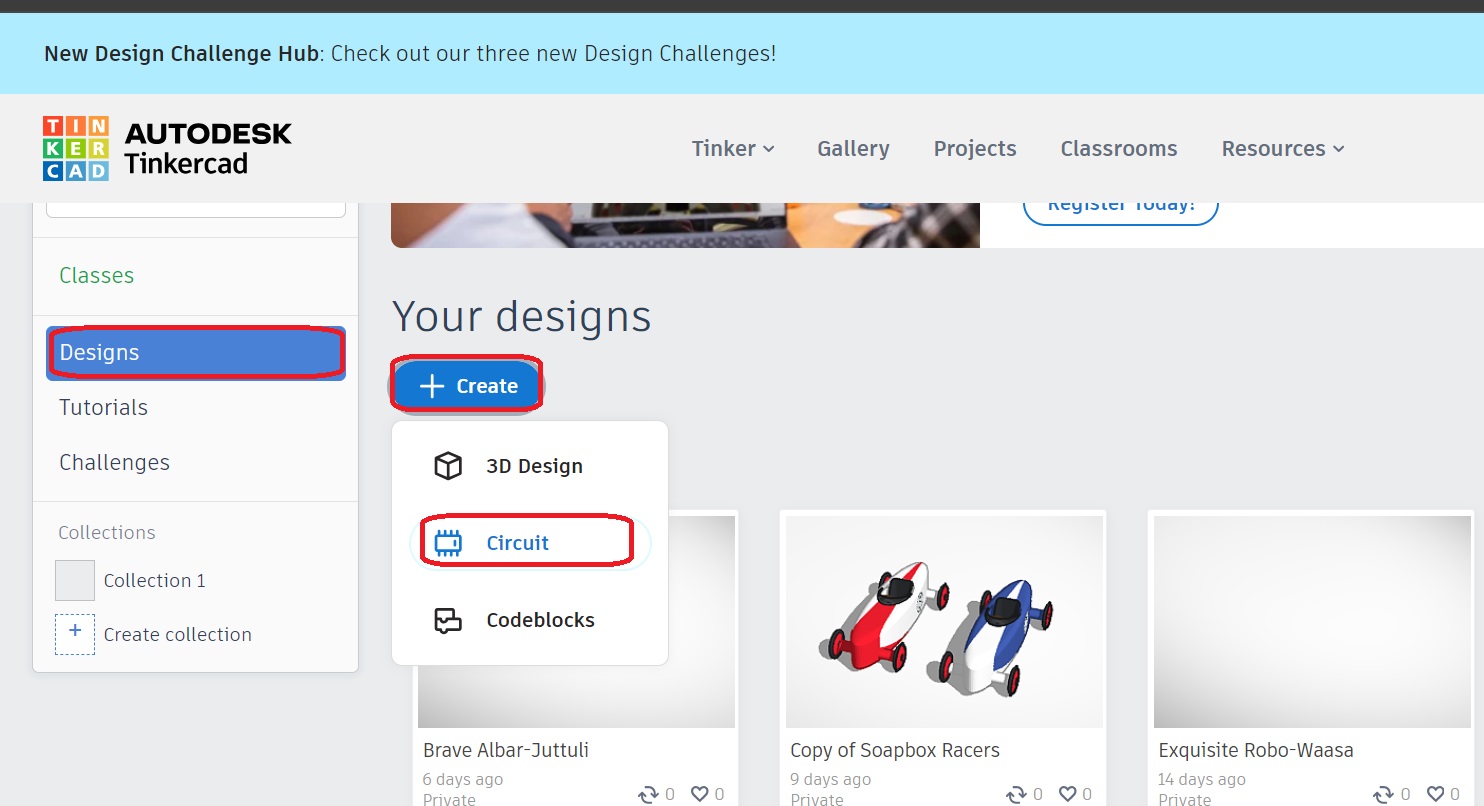 New Design Challenge Hub: Check out our three new Design Challenges!
TIN
KER
CAD
AUTODESK
Tinkercad
Tinker
Gallery
Projects
Classrooms
Resources
Register Today!
Classes
Designs
Tutorials
Challenges
Collections
Collection 1
+ Create collection
Your designs
+ Create
3D Design
Circuit
Codeblocks
Brave Albar-Juttuli
6 days ago
Private
0 0
Copy of Soapbox Racers
9 days ago
Private
0 0
Exquisite Robo-Waasa
14 days ago
Private
0 0